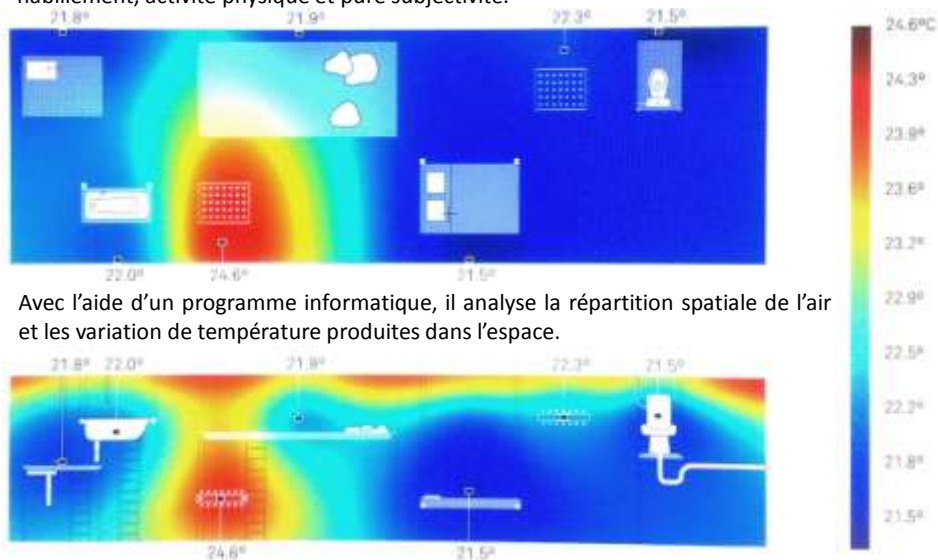 habillement, activité physique et pure subjectivité.
21.8º 21.9º 22.3º 21.5º
22.0º 24.6º 21.5º
Avec l’aide d’un programme informatique, il analyse la répartition spatiale de l’air
et les variation de température produites dans l’espace.
21.8º 22.0º 21.9º 22.3º 21.5º
24.6º 21.5º
24.6ºC
24.3º
23.9º
23.6º
23.2º
22.9º
22.5º
22.2º
21.8º
21.5º